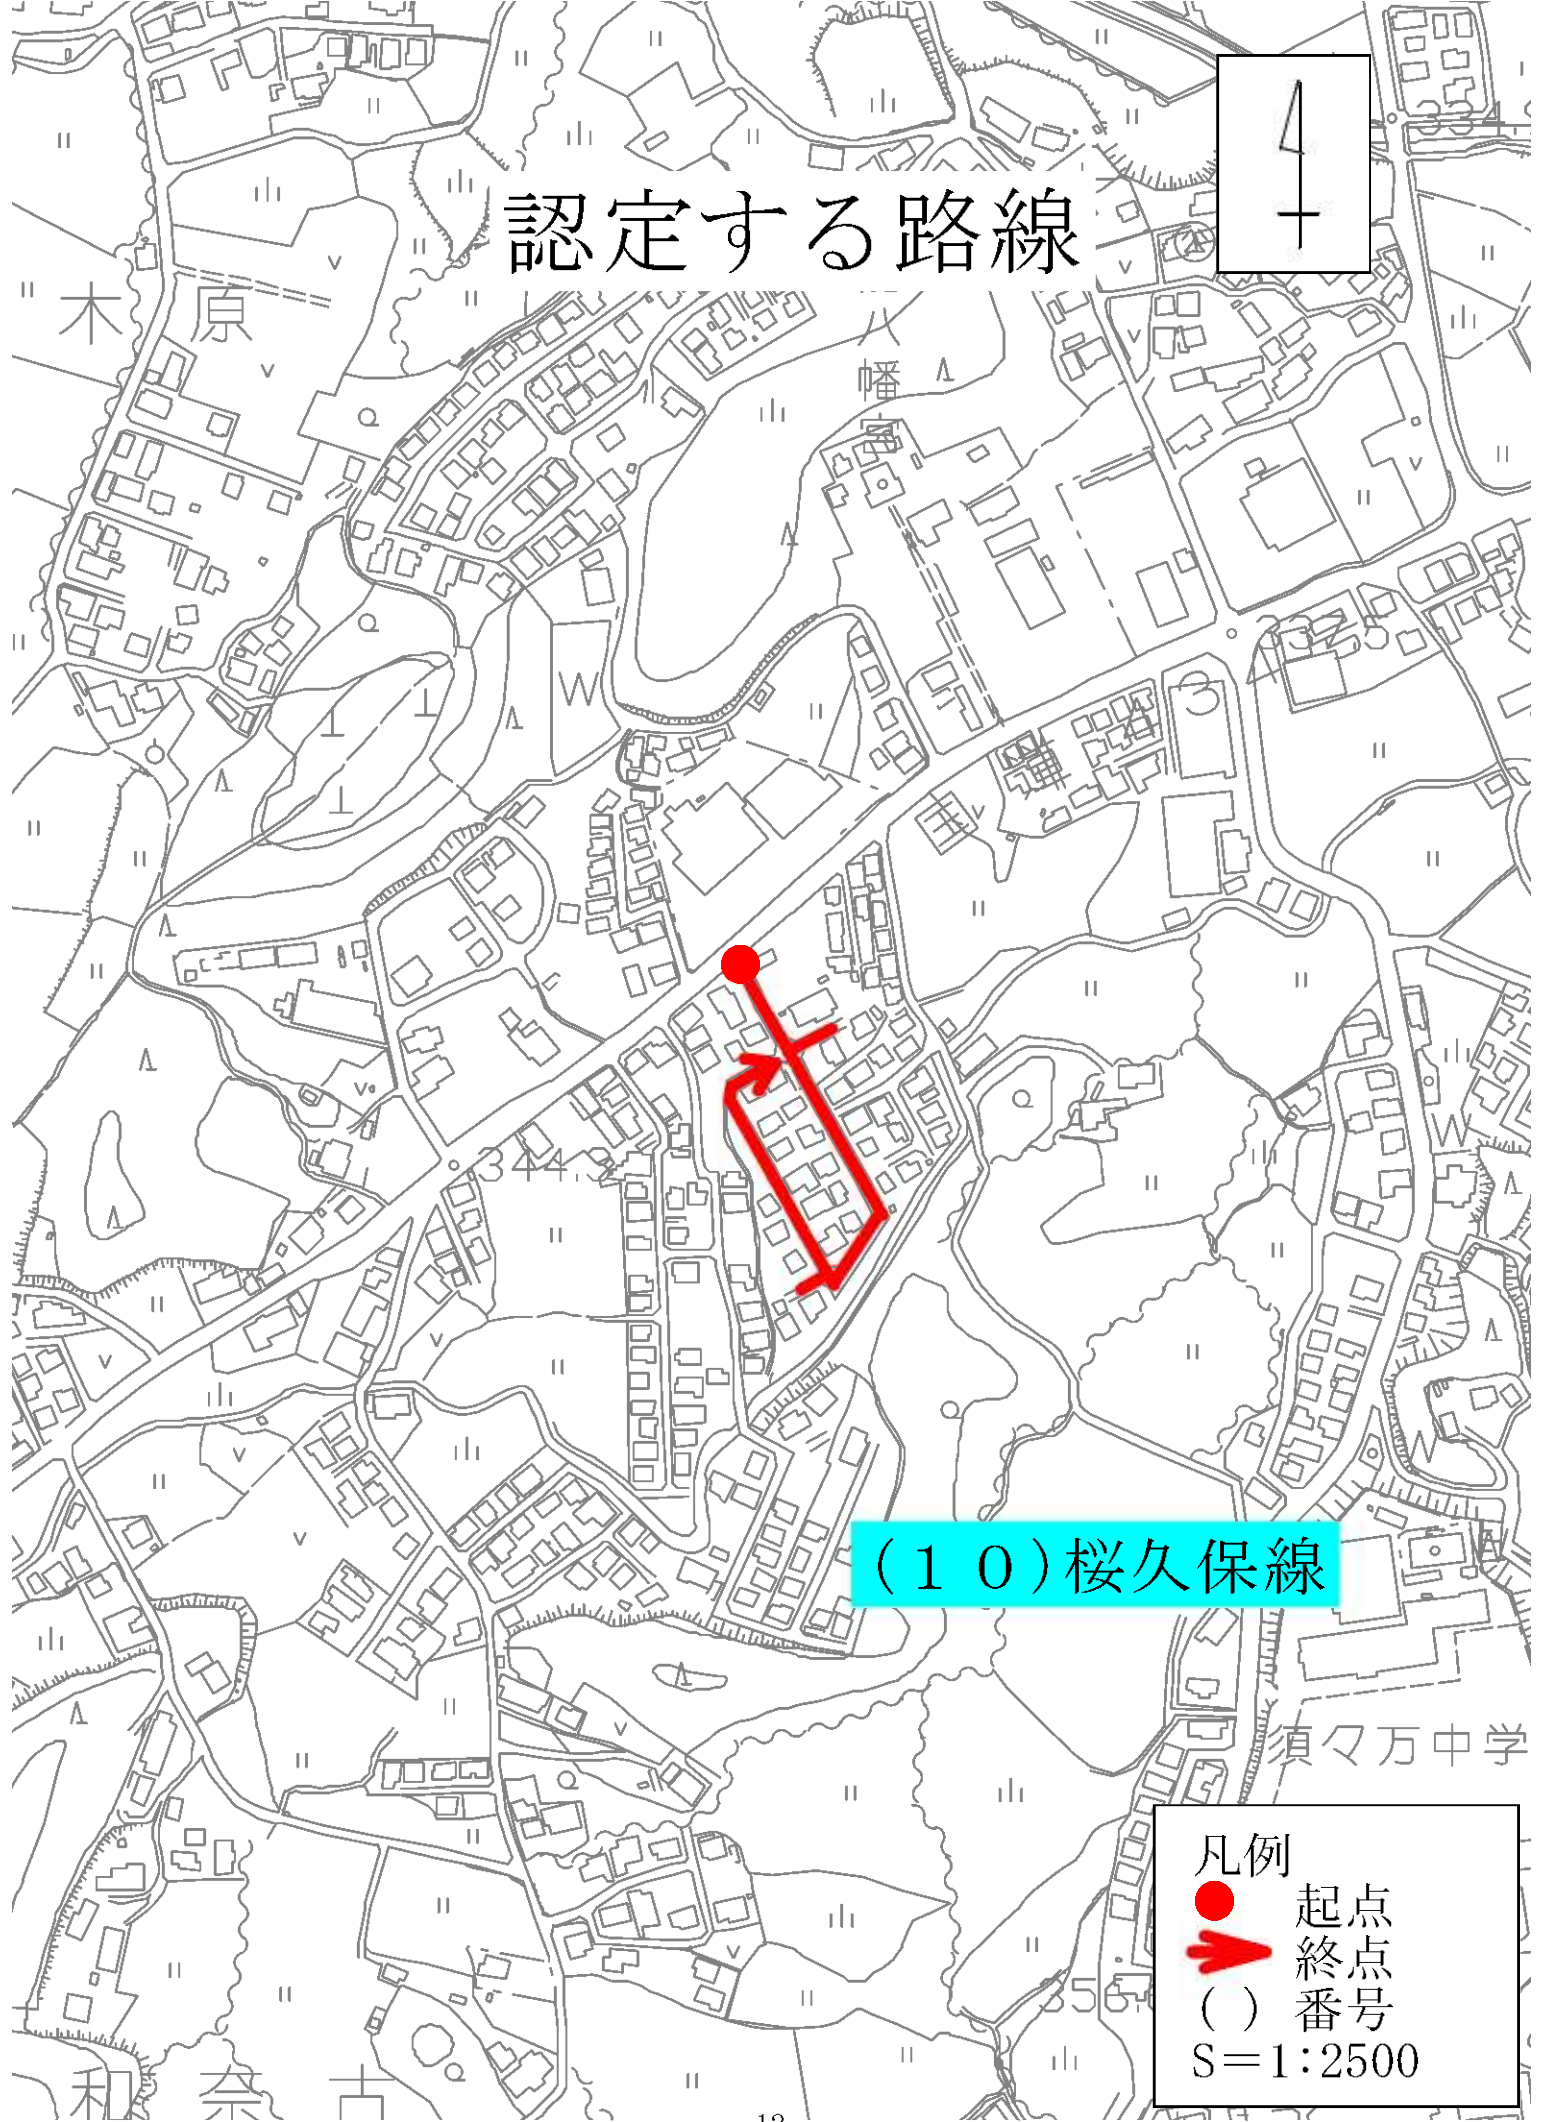 認定する路線
木原
八幡宮
344.3
(10)桜久保線
須々万中学
凡例
起点
終点
( ) 番号
S=1:2500
和奈古